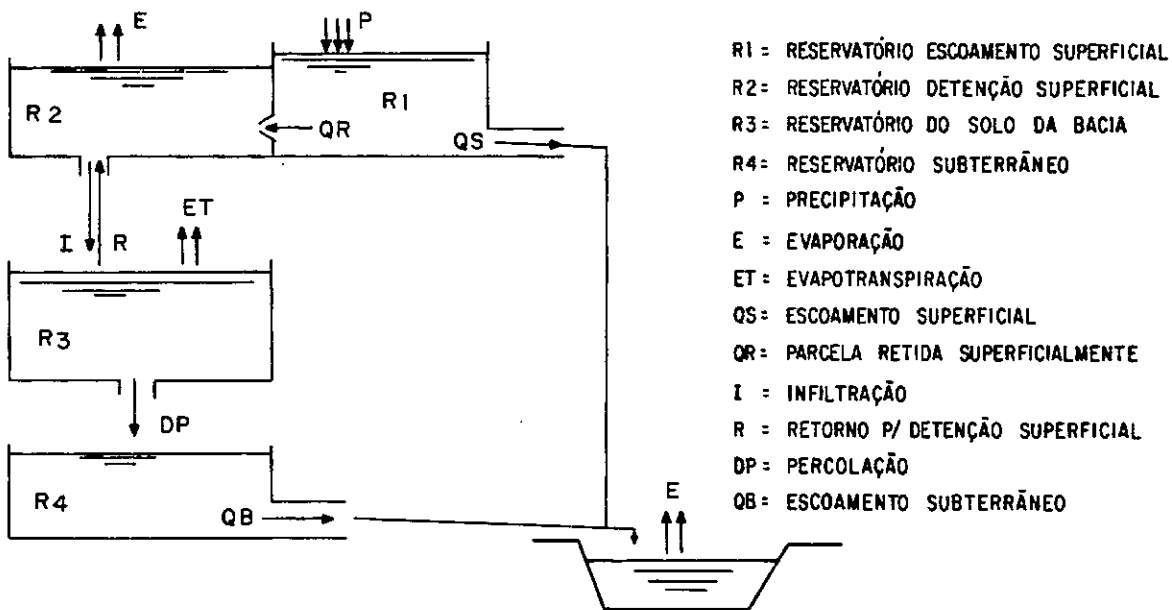 E
P
R2
R1
QR
QS
I
R
ET
R3
DP
R4
QB
E
R1 = RESERVATÓRIO ESCOAMENTO SUPERFICIAL
R2 = RESERVATÓRIO DETENÇÃO SUPERFICIAL
R3 = RESERVATÓRIO DO SOLO DA BACIA
R4 = RESERVATÓRIO SUBTERRÂNEO
P = PRECIPITAÇÃO
E = EVAPORAÇÃO
ET = EVAPOTRANSPIRAÇÃO
QS = ESCOAMENTO SUPERFICIAL
QR = PARCELA RETIDA SUPERFICIALMENTE
I = INFILTRAÇÃO
R = RETORNO P/ DETENÇÃO SUPERFICIAL
DP = PERCOLAÇÃO
QB = ESCOAMENTO SUBTERRÂNEO